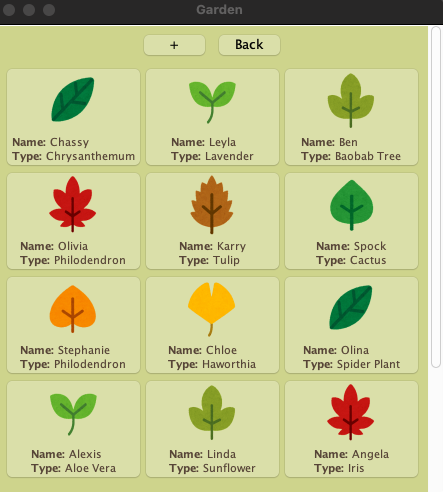 Garden
+ Back
Name: Chassy
Type: Chrysanthemum
Name: Leyla
Type: Lavender
Name: Ben
Type: Baobab Tree
Name: Olivia
Type: Philodendron
Name: Karry
Type: Tulip
Name: Spock
Type: Cactus
Name: Stephanie
Type: Philodendron
Name: Chloe
Type: Haworthia
Name: Olina
Type: Spider Plant
Name: Alexis
Type: Aloe Vera
Name: Linda
Type: Sunflower
Name: Angela
Type: Iris